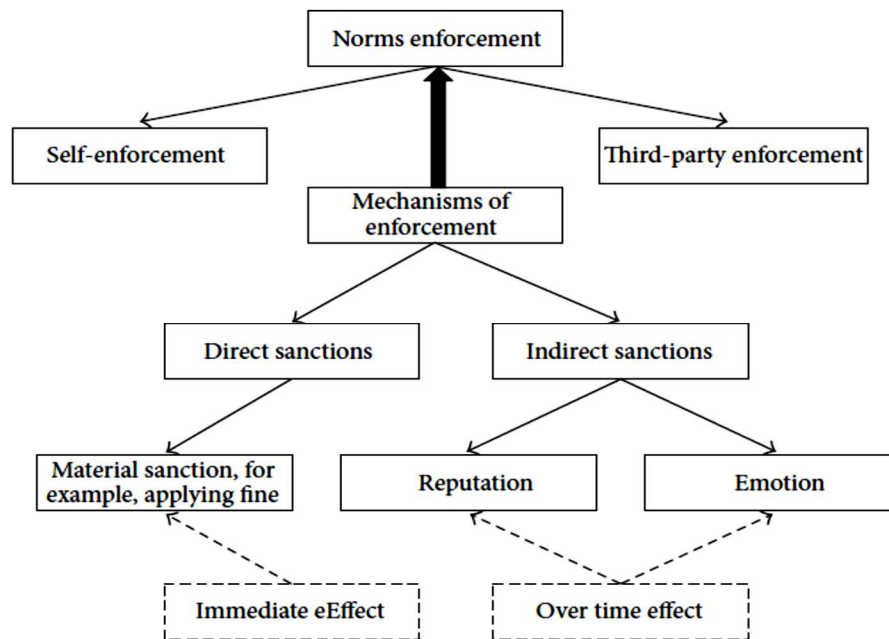 Norms enforcement
Self-enforcement
Third-party enforcement
Mechanisms of
enforcement
Direct sanctions
Indirect sanctions
Material sanction, for
example, applying fine
Reputation
Emotion
Immediate eEffect
Over time effect